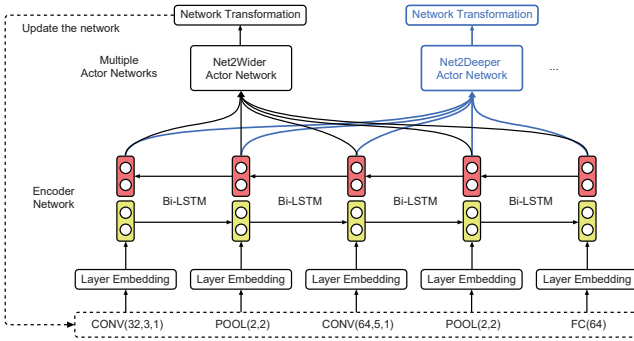 Network Transformation
Network Transformation
Update the network
Multiple
Actor Networks
Net2Wider
Actor Network
Net2Deeper
Actor Network
...
Encoder
Network
Bi-LSTM
Bi-LSTM
Bi-LSTM
Bi-LSTM
Layer Embedding
Layer Embedding
Layer Embedding
Layer Embedding
Layer Embedding
CONV(32,3,1)
POOL(2,2)
CONV(64,5,1)
POOL(2,2)
FC(64)